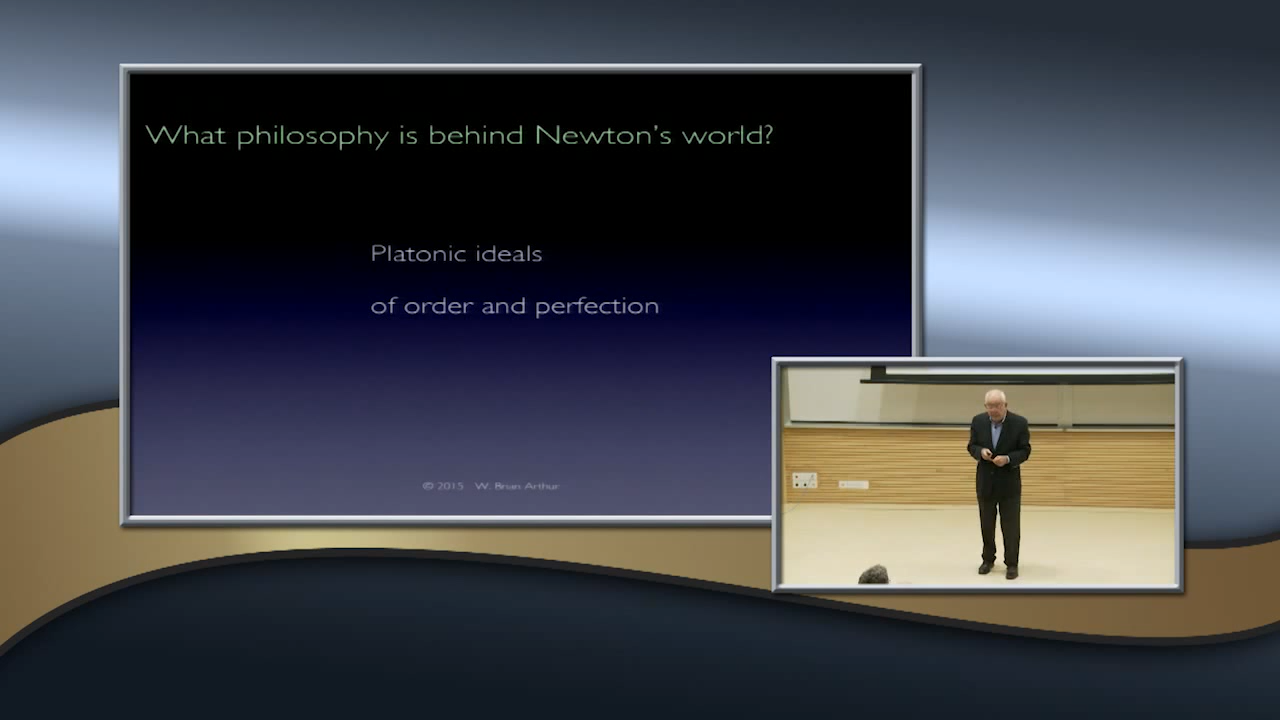 What philosophy is behind Newton's world?
Platonic ideals
of order and perfection
© 2015 W. Brian Arthur